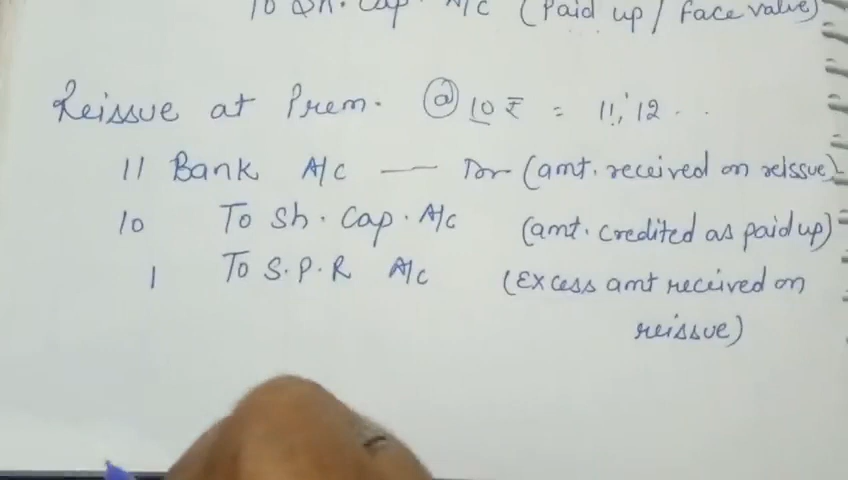 To Sh. Cap. A/c (Paid up / Face value)
Reissue at Prem. @ 10 ₹ = 11, 12 . .
11 Bank A/c — Dr (amt. received on reissue)
10 To Sh. Cap. A/c (amt. credited as paid up)
1 To S.P.R A/c (Excess amt received on
reissue)